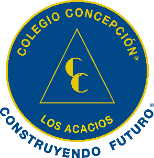 COLEGIO CONCEPCIÓN
CC
LOS ACACIOS
CONSTRUYENDO FUTURO®